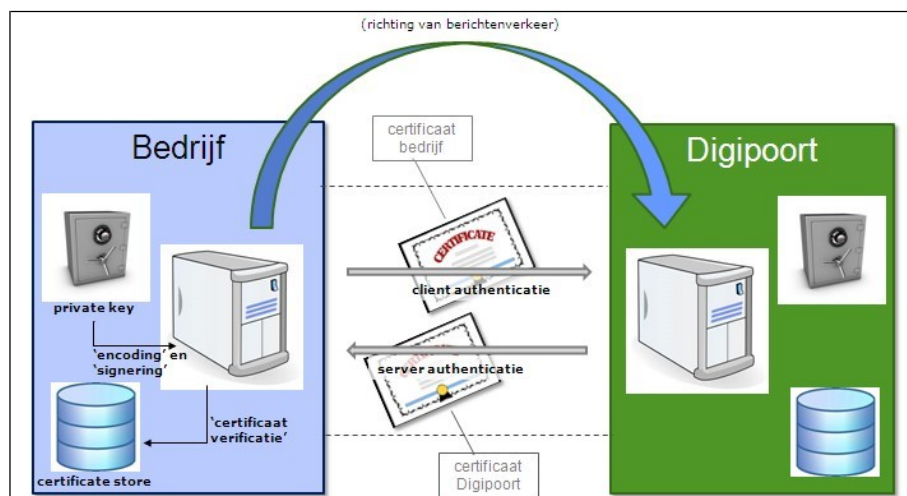 (richting van berichtenverkeer)
certificaat
bedrijf
Bedrijf
Digipoort
CERTIFICATE
client authenticatie
private key
'encoding' en
'signering'
server authenticatie
'certificaat
verificatie'
certificate store
certificaat
Digipoort